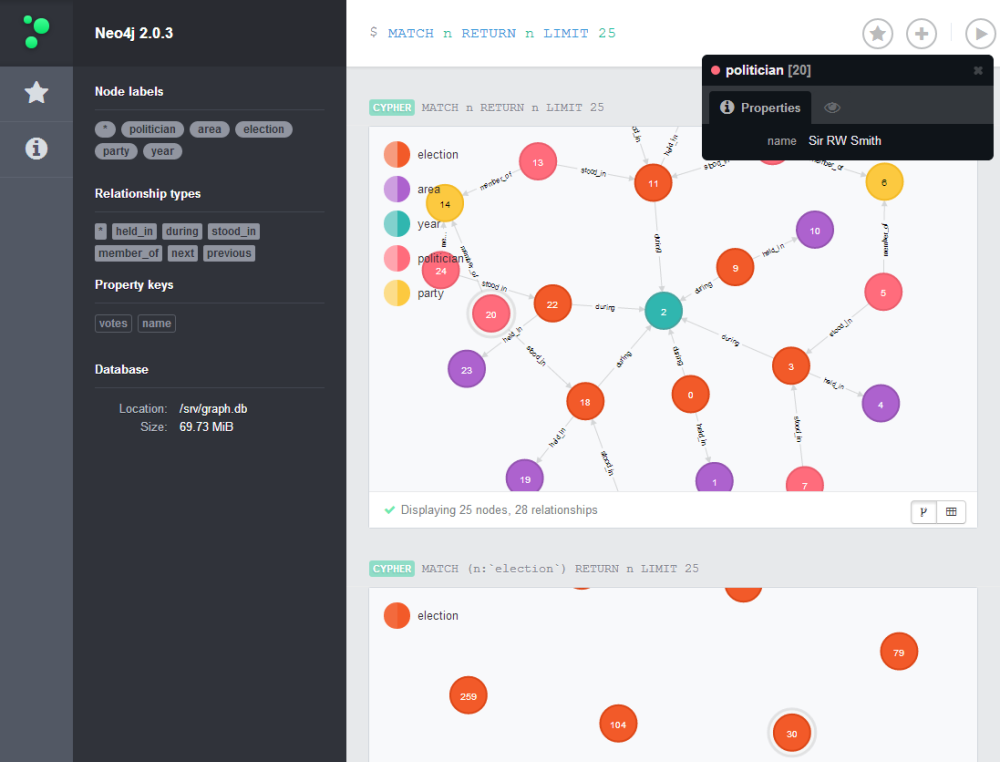 Neo4j 2.0.3
$ MATCH n RETURN n LIMIT 25
Node labels
* politician area election
party year
Relationship types
* held_in during stood_in
member_of next previous
Property keys
votes name
Database
Location: /srv/graph.db
Size: 69.73 MiB
politician [20]
Properties
name Sir RW Smith
CYPHER MATCH n RETURN n LIMIT 25
election
area
year
politician
party
held_in
13
member_of
stood_in
11
stood_in
member_of
6
14
during
10
held_in
member_of
me...
member_of
24
stood_in
9
during
5
20
22
during
2
stood_in
held_in
stood_in
during
during
during
3
23
held_in
18
0
4
held_in
held_in
stood_in
stood_in
19
1
7
Displaying 25 nodes, 28 relationships
CYPHER MATCH (n:`election`) RETURN n LIMIT 25
election
79
259
104
30